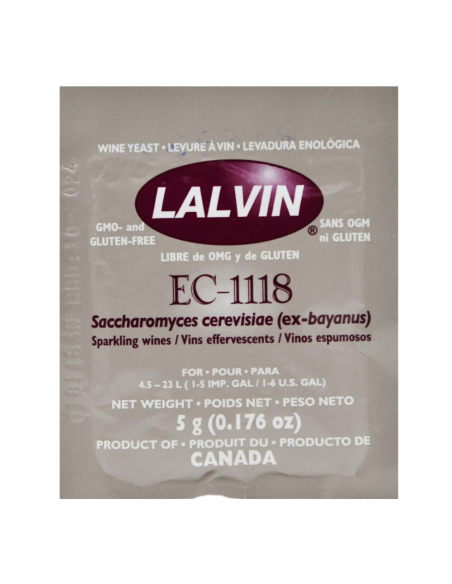 WINE YEAST • LEVURE À VIN • LEVADURA ENOLÓGICA
LALVIN®
GMO- and
GLUTEN-FREE
SANS OGM
ni GLUTEN
LIBRE de OMG y de GLUTEN
EC-1118
Saccharomyces cerevisiae (ex-bayanus)
Sparkling wines / Vins effervescents / Vinos espumosos
FOR • POUR • PARA
4.5 – 23 L ( 1-5 IMP. GAL / 1-6 U.S. GAL)
NET WEIGHT • POIDS NET • PESO NETO
5 g (0.176 oz)
PRODUCT OF • PRODUIT DU • PRODUCTO DE
CANADA